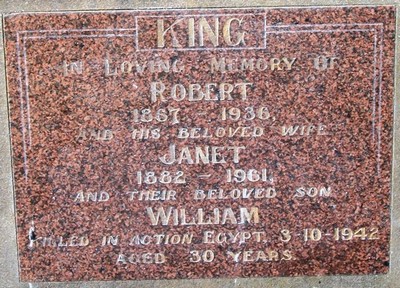 KING
IN LOVING MEMORY OF
ROBERT
1867 - 1936,
AND HIS BELOVED WIFE
JANET
1882 - 1961,
AND THEIR BELOVED SON
WILLIAM
KILLED IN ACTION EGYPT, 3-10-1942
AGED 30 YEARS.